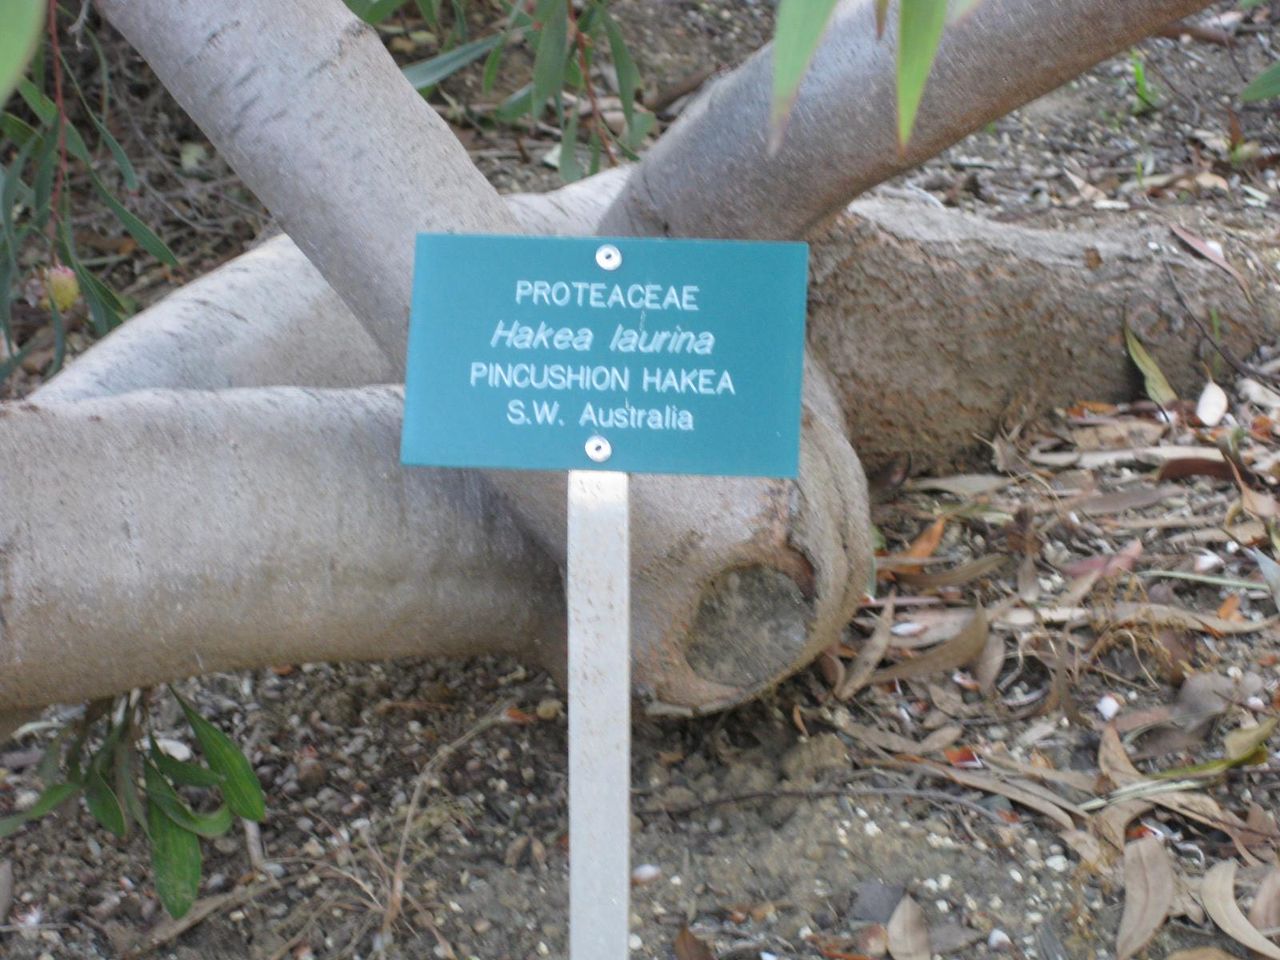 PROTEACEAE
Hakea laurina
PINCUSHION HAKEA
S.W. Australia